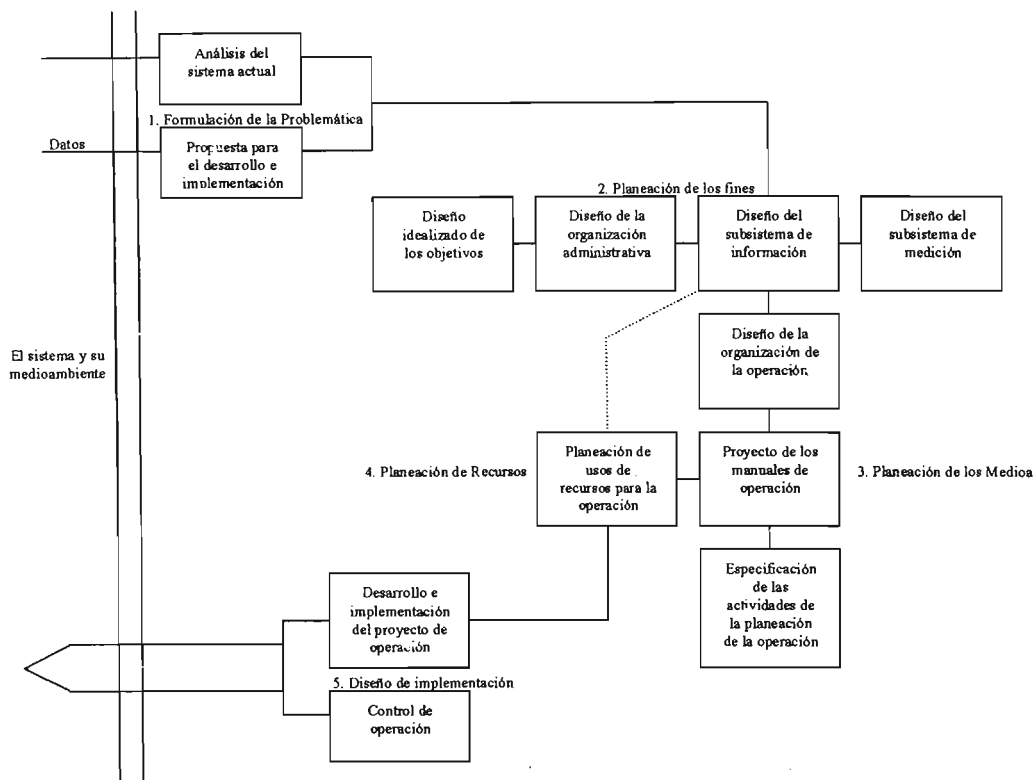 Análisis del
sistema actual
1. Formulación de la Problemática
Datos
Propuesta para
el desarrollo e
implementación
2. Planeación de los fines
Diseño
idealizado de
los objetivos
Diseño de la
organización
administrativa
Diseño del
subsistema de
información
Diseño del
subsistema de
medición
El sistema y su
medioambiente
Diseño de la
organización de
la operación
4. Planeación de Recursos
Planeación de
usos de
recursos para la
operación
Proyecto de los
manuales de
operación
3. Planeación de los Medioa
Especificación
de las
actividades de
la planeación
de la operación
Desarrollo e
implementación
del proyecto de
operación
5. Diseño de implementación
Control de
operación